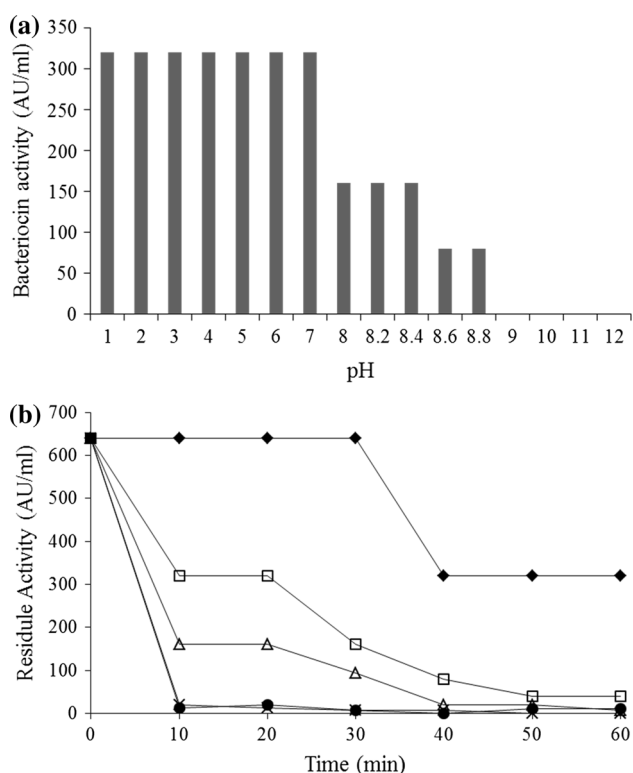 (a)
Bacteriocin activity (AU/ml)
350
300
250
200
150
100
50
0
1 2 3 4 5 6 7 8 8.2 8.4 8.6 8.8 9 10 11 12
pH
(b)
Residule Activity (AU/ml)
700
600
500
400
300
200
100
0
0 10 20 30 40 50 60
Time (min)